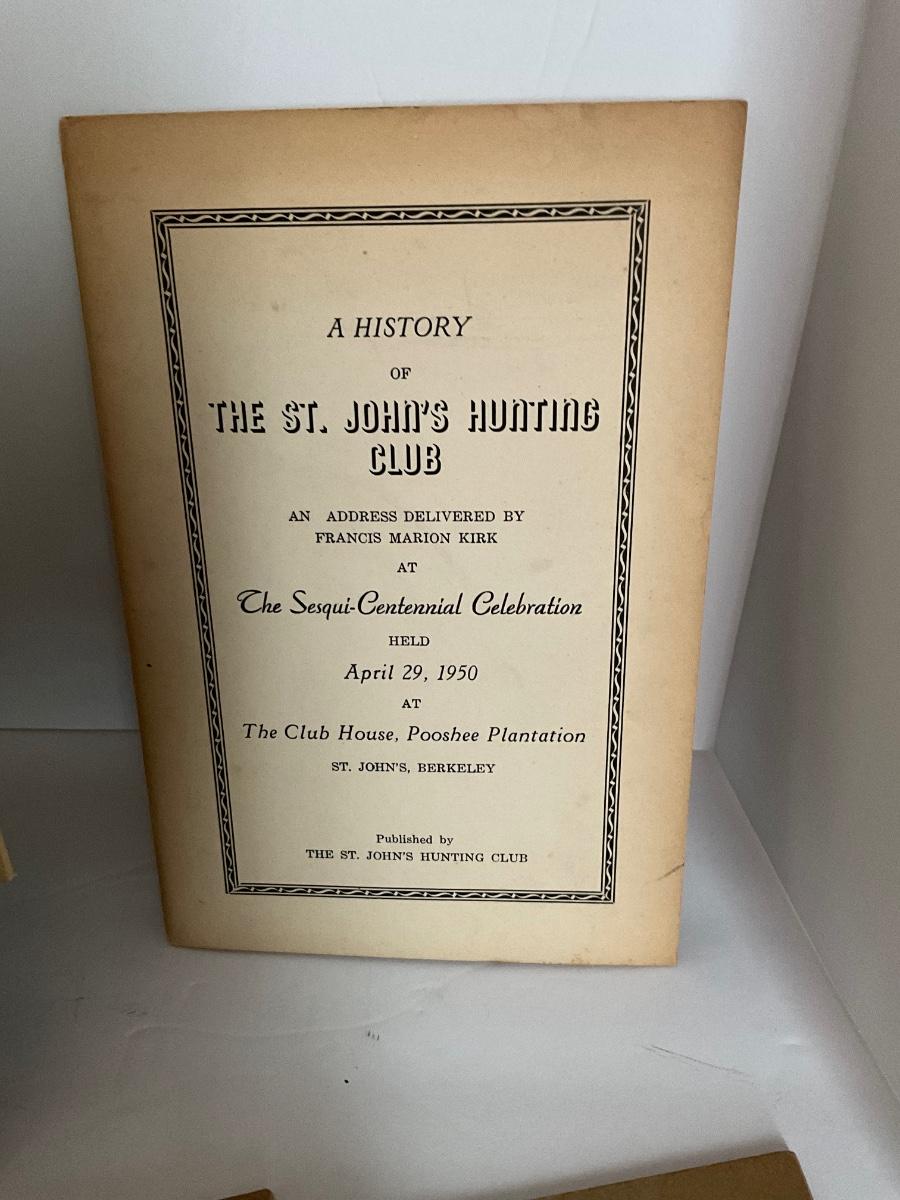 A HISTORY
OF
THE ST. JOHN'S HUNTING
CLUB
AN ADDRESS DELIVERED BY
FRANCIS MARION KIRK
AT
The Sesqui-Centennial Celebration
HELD
April 29, 1950
AT
The Club House, Pooshee Plantation
ST. JOHN'S, BERKELEY
Published by
THE ST. JOHN'S HUNTING CLUB